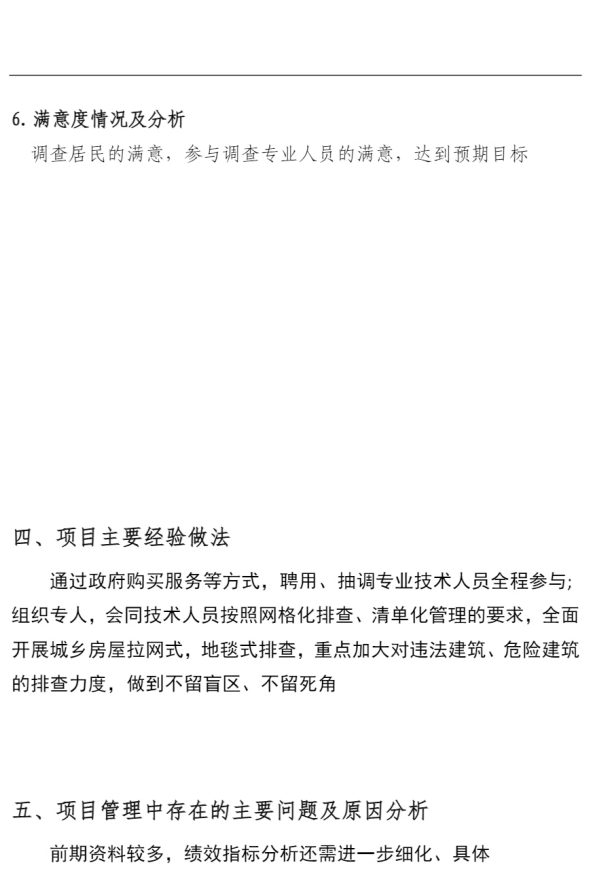 6. 满意度情况及分析
调查居民的满意，参与调查专业人员的满意，达到预期目标
四、项目主要经验做法
通过政府购买服务等方式，聘用、抽调专业技术人员全程参与；
组织专人，会同技术人员按照网格化排查、清单化管理的要求，全面
开展城乡房屋拉网式，地毯式排查，重点加大对违法建筑、危险建筑
的排查力度，做到不留盲区、不留死角
五、项目管理中存在的主要问题及原因分析
前期资料较多，绩效指标分析还需进一步细化、具体